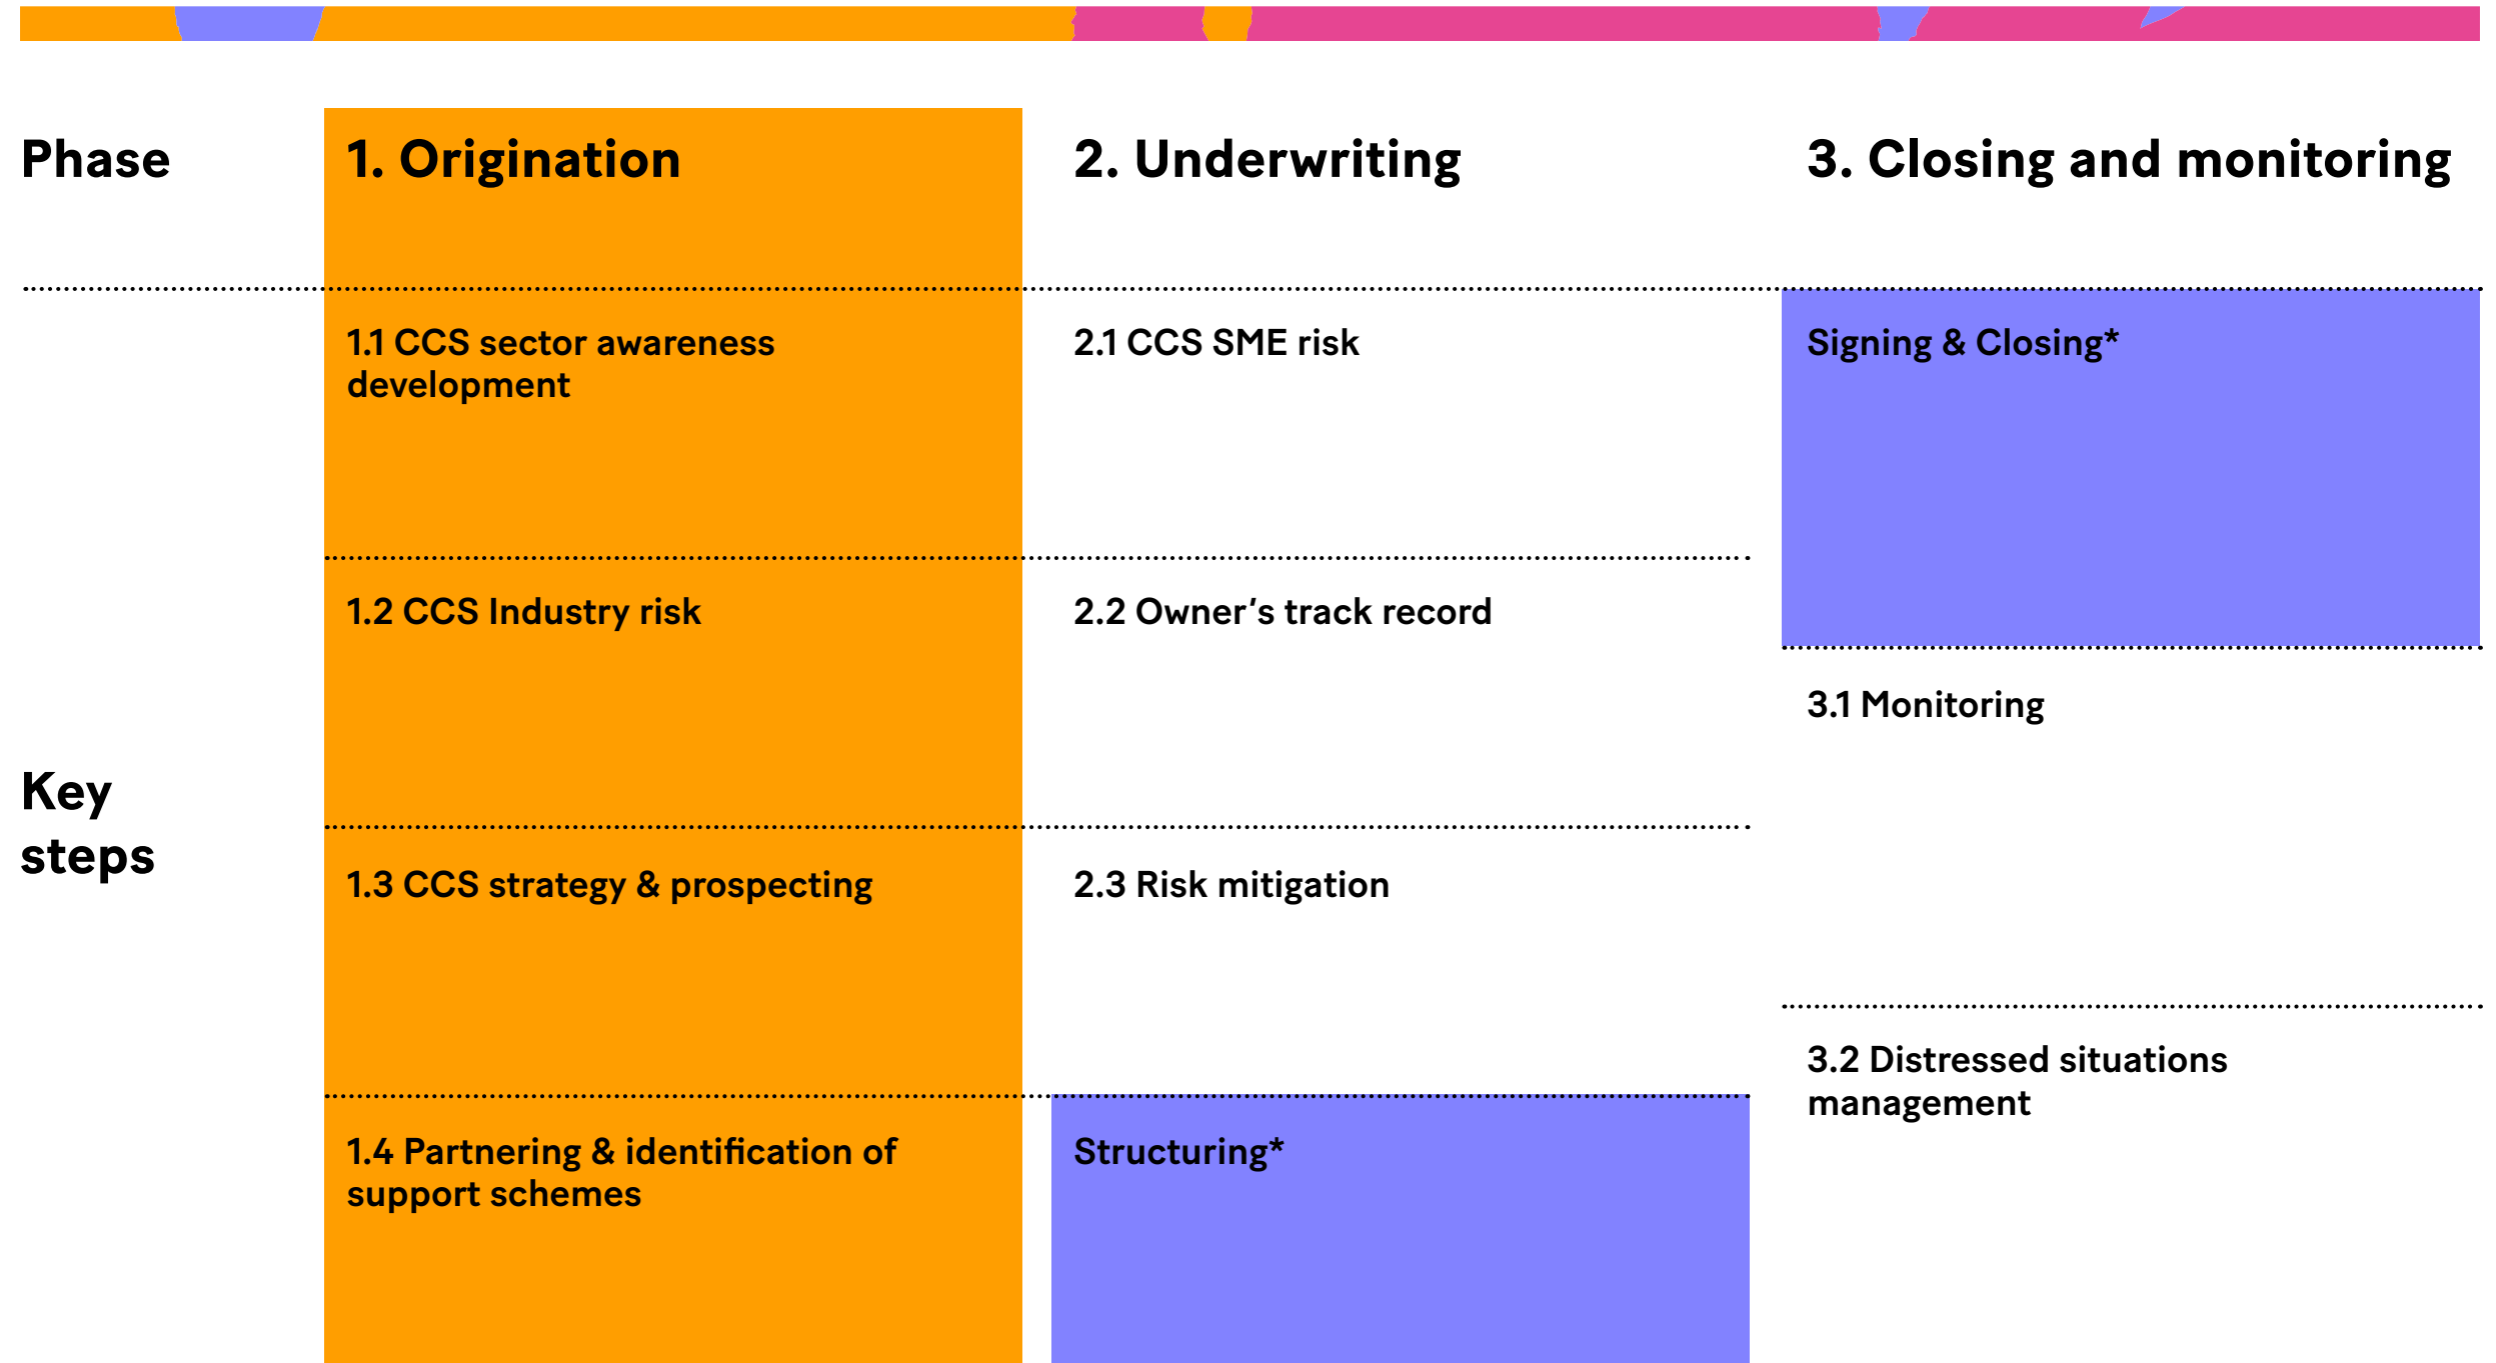 Phase
1. Origination
2. Underwriting
3. Closing and monitoring
Key
steps
1.1 CCS sector awareness
development
1.2 CCS Industry risk
1.3 CCS strategy & prospecting
1.4 Partnering & identification of
support schemes
2.1 CCS SME risk
2.2 Owner’s track record
2.3 Risk mitigation
Structuring*
Signing & Closing*
3.1 Monitoring
3.2 Distressed situations
management